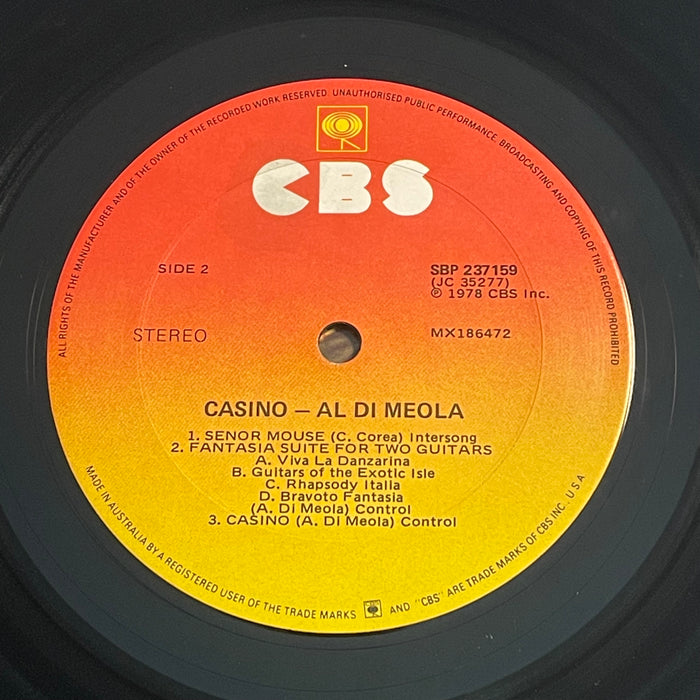 ALL RIGHTS OF THE MANUFACTURER AND OF THE OWNER OF THE RECORDED WORK RESERVED. UNAUTHORISED PUBLIC PERFORMANCE, BROADCASTING AND COPYING OF THIS RECORD PROHIBITED
CBS
SIDE 2
SBP 237159
(JC 35277)
℗ 1978 CBS Inc.
STEREO
MX186472
CASINO – AL DI MEOLA
1. SENOR MOUSE (C. Corea) Intersong
2. FANTASIA SUITE FOR TWO GUITARS
A. Viva La Danzarina
B. Guitars of the Exotic Isle
C. Rhapsody Italia
D. Bravoto Fantasia
(A. Di Meola) Control
3. CASINO (A. Di Meola) Control
MADE IN AUSTRALIA BY A REGISTERED USER OF THE TRADE MARKS AND "CBS" ARE TRADE MARKS OF CBS INC. U.S.A.